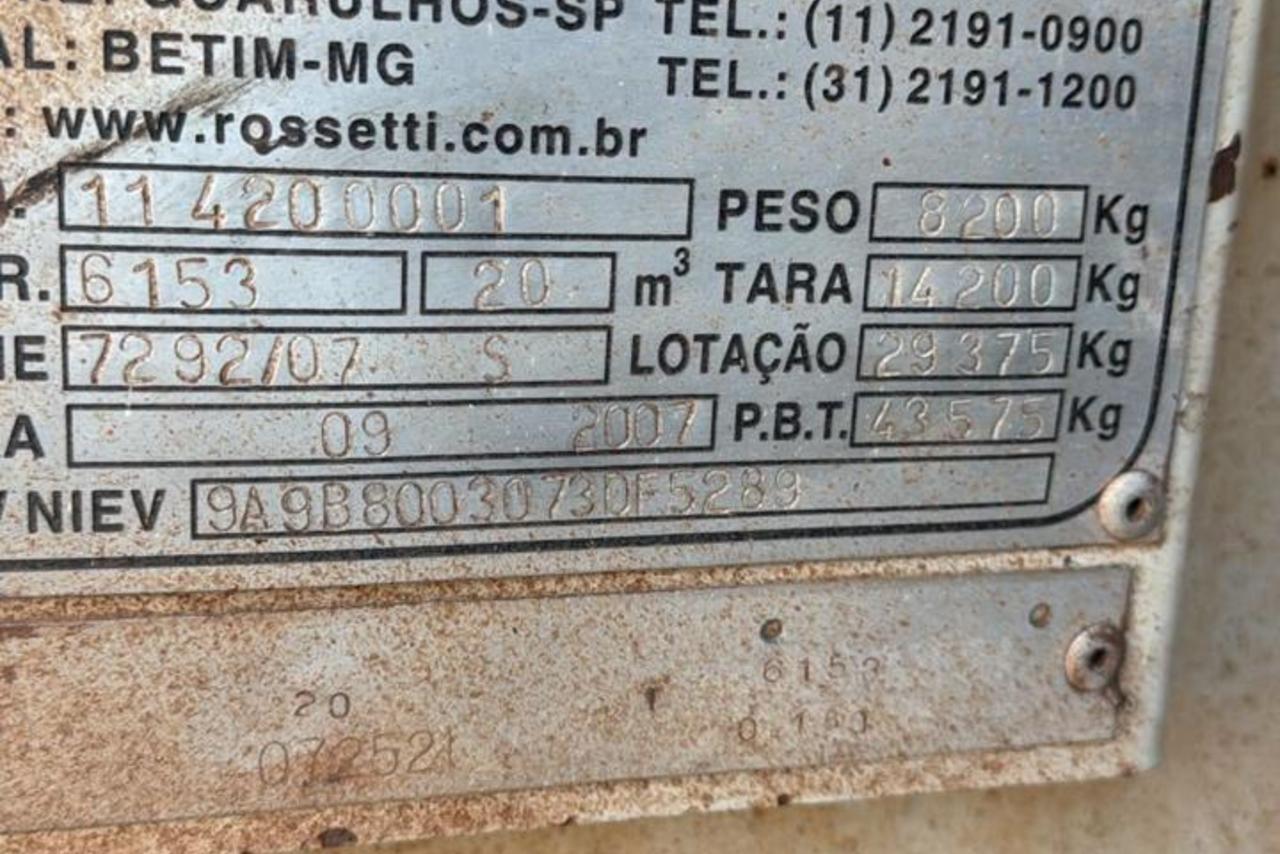 GUARULHOS-SP TEL.: (11) 2191-0900
AL: BETIM-MG TEL.: (31) 2191-1200
: www.rossetti.com.br
11 4200001 PESO 8200 Kg
R. 6153 20 m³ TARA 14200 Kg
IE 7292/07 S LOTAÇÃO 29375 Kg
A 09 2007 P.B.T. 43575 Kg
/ NIEV 9A9B8003073DF5289
6153
20
072521